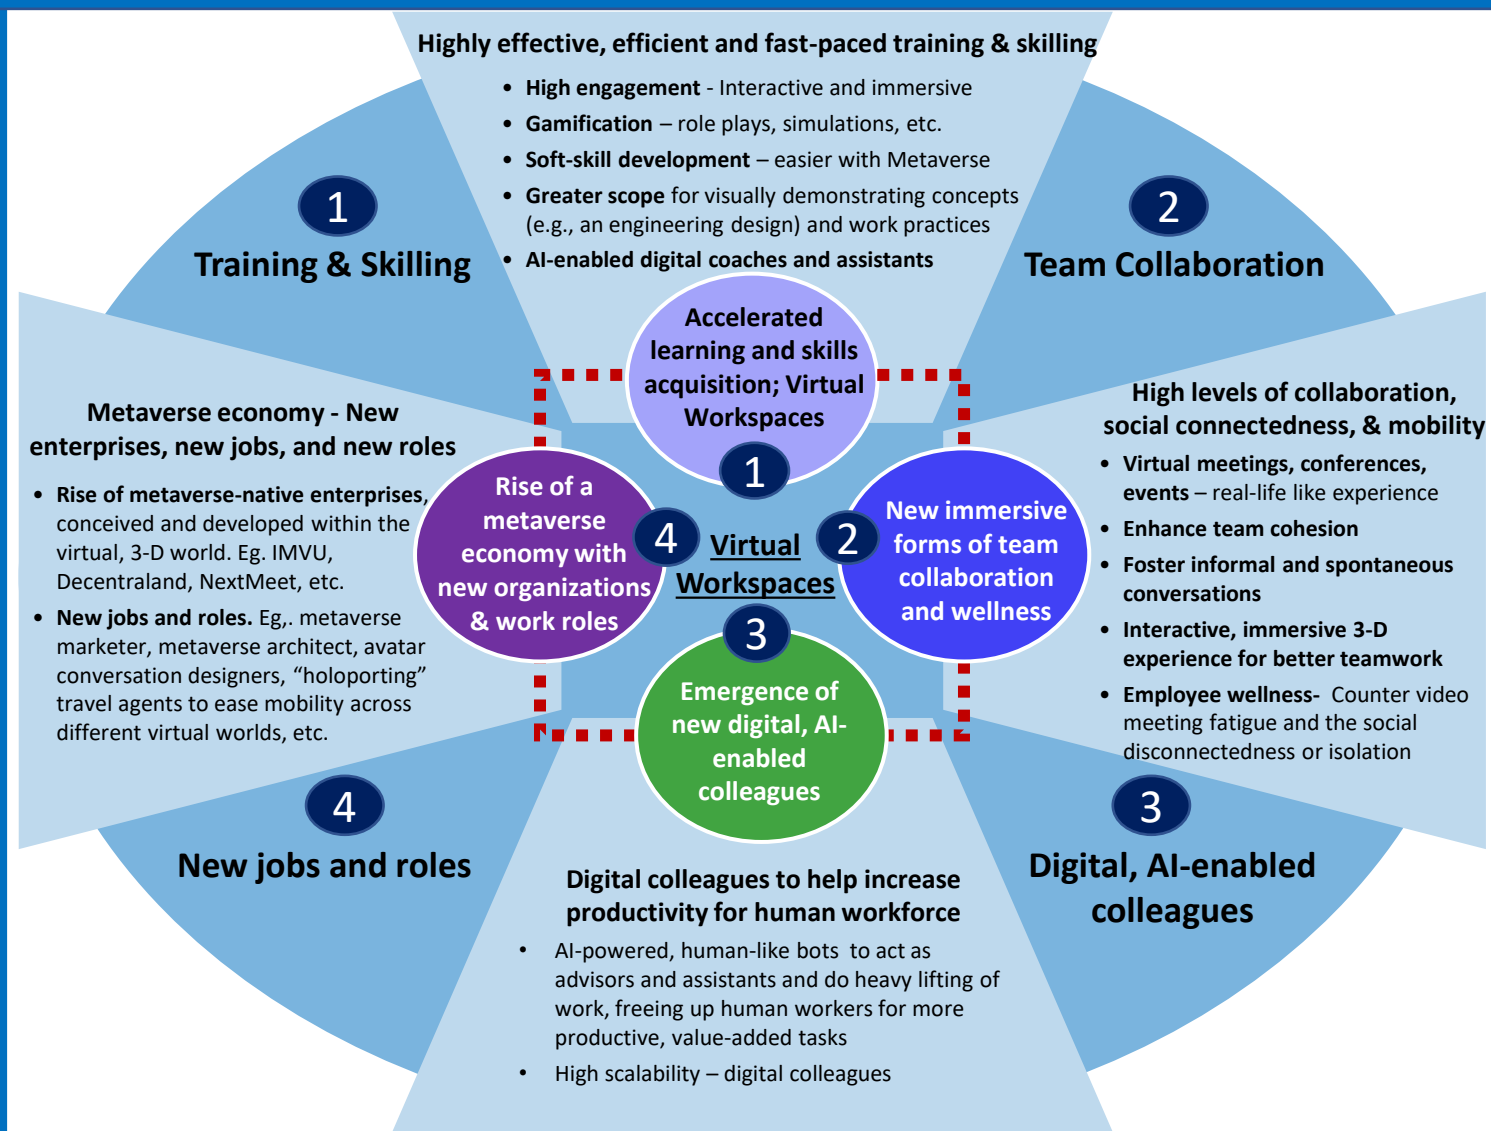 Highly effective, efficient and fast-paced training & skilling
• High engagement - Interactive and immersive
• Gamification – role plays, simulations, etc.
• Soft-skill development – easier with Metaverse
• Greater scope for visually demonstrating concepts
(e.g., an engineering design) and work practices
• AI-enabled digital coaches and assistants
1
Training & Skilling
2
Team Collaboration
Accelerated
learning and skills
acquisition; Virtual
Workspaces
1
Metaverse economy - New
enterprises, new jobs, and new roles
• Rise of metaverse-native enterprises,
conceived and developed within the
virtual, 3-D world. Eg. IMVU,
Decentraland, NextMeet, etc.
• New jobs and roles. Eg,. metaverse
marketer, metaverse architect, avatar
conversation designers, “holoporting”
travel agents to ease mobility across
different virtual worlds, etc.
Rise of a
metaverse
economy with
new organizations
& work roles
4
Virtual
Workspaces
2
New immersive
forms of team
collaboration
and wellness
High levels of collaboration,
social connectedness, & mobility
• Virtual meetings, conferences,
events – real-life like experience
• Enhance team cohesion
• Foster informal and spontaneous
conversations
• Interactive, immersive 3-D
experience for better teamwork
• Employee wellness- Counter video
meeting fatigue and the social
disconnectedness or isolation
3
Emergence of
new digital, AI-
enabled
colleagues
4
New jobs and roles
3
Digital, AI-enabled
colleagues
Digital colleagues to help increase
productivity for human workforce
• AI-powered, human-like bots to act as
advisors and assistants and do heavy lifting of
work, freeing up human workers for more
productive, value-added tasks
• High scalability – digital colleagues